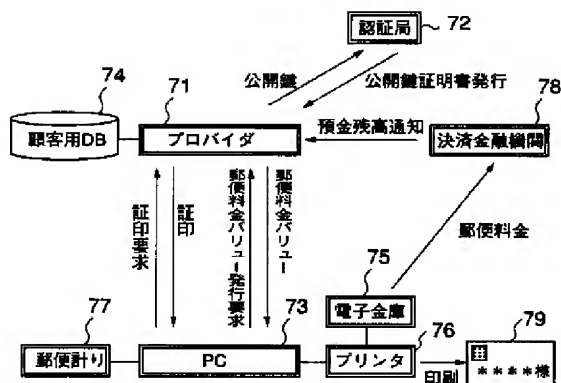 認証局
72
公開鍵
公開鍵証明書発行
74
顧客用DB
71
プロバイダ
預金残高通知
78
決済金融機関
証印要求
証印
郵便料金バリュー発行要求
郵便料金バリュー
郵便料金
75
電子金庫
77
郵便計り
73
PC
76
プリンタ
印刷
79
****様